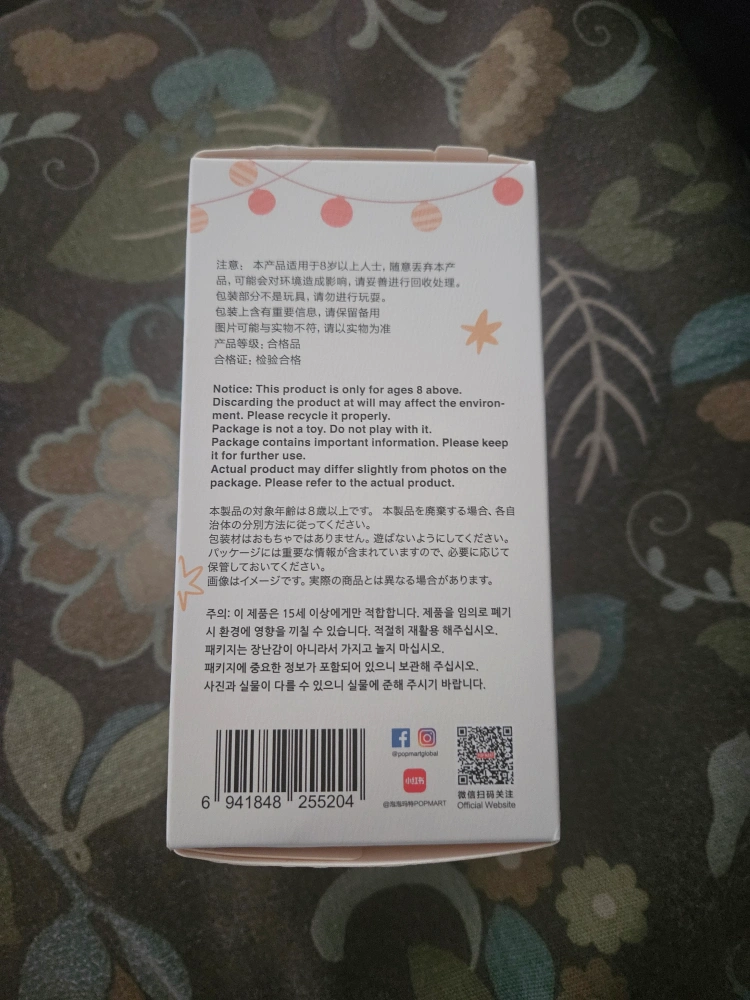 注意： 本产品适用于8岁以上人士，随意丢弃本产
品，可能会对环境造成影响，请妥善进行回收处理。
包装部分不是玩具，请勿进行玩耍。
包装上含有重要信息，请保留备用
图片可能与实物不符，请以实物为准
产品等级：合格品
合格证：检验合格
Notice: This product is only for ages 8 above.
Discarding the product at will may affect the environ-
ment. Please recycle it properly.
Package is not a toy. Do not play with it.
Package contains important information. Please keep
it for further use.
Actual product may differ slightly from photos on the
package. Please refer to the actual product.
本製品の対象年齢は8歳以上です。 本製品を廃棄する場合、各自
治体の分別方法に従ってください。
包装材はおもちゃではありません。遊ばないようにしてください。
パッケージには重要な情報が含まれていますので、必要に応じて
保管しておいてください。
画像はイメージです。実際の商品とは異なる場合があります。
주의: 이 제품은 15세 이상에게만 적합합니다. 제품을 임의로 폐기
시 환경에 영향을 끼칠 수 있습니다. 적절히 재활용 해주십시오.
패키지는 장난감이 아니라서 가지고 놀지 마십시오.
패키지에 중요한 정보가 포함되어 있으니 보관해 주십시오.
사진과 실물이 다를 수 있으니 실물에 준해 주시기 바랍니다.
@popmartglobal
小红书
@泡泡玛特POPMART
微信扫码关注
Official Website
6 941848 255204